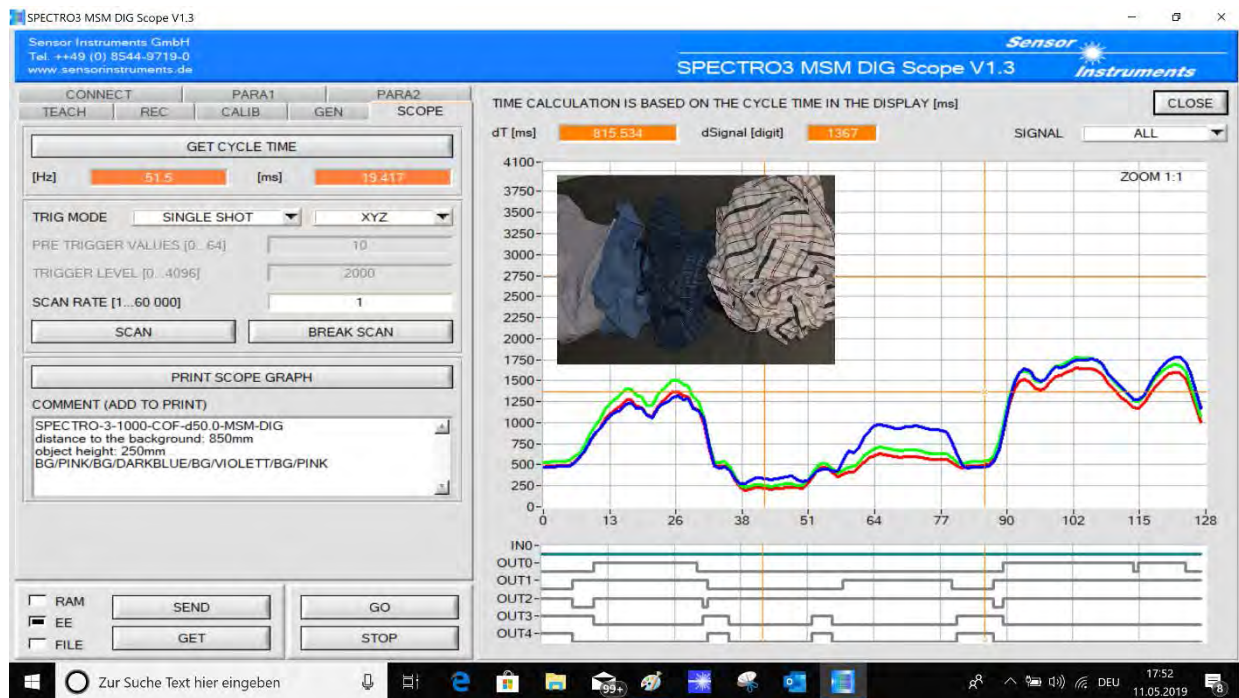 SPECTRO3 MSM DIG Scope V1.3
Sensor Instruments GmbH
Tel. ++49 (0) 8544-9719-0
www.sensorinstruments.de
SPECTRO3 MSM DIG Scope V1.3
Sensor Instruments
CONNECT PARA1 PARA2
TEACH REC CALIB GEN SCOPE
GET CYCLE TIME
[Hz] 51.5 [ms] 19.417
TRIG MODE SINGLE SHOT XYZ
PRE TRIGGER VALUES [0...64] 10
TRIGGER LEVEL [0...4096] 2000
SCAN RATE [1...60 000] 1
SCAN BREAK SCAN
PRINT SCOPE GRAPH
COMMENT (ADD TO PRINT)
SPECTRO-3-1000-COF-d50.0-MSM-DIG
distance to the background: 850mm
object height: 250mm
BG/PINK/BG/DARKBLUE/BG/VIOLETT/BG/PINK
RAM
EE
FILE
SEND GO
GET STOP
TIME CALCULATION IS BASED ON THE CYCLE TIME IN THE DISPLAY [ms]
CLOSE
dT [ms] 815.534 dSignal [digit] 1367 SIGNAL ALL
ZOOM 1:1
4100
3750
3500
3250
3000
2750
2500
2250
2000
1750
1500
1250
1000
750
500
250
0
0 13 26 38 51 64 77 90 102 115 128
IN0
OUT0
OUT1
OUT2
OUT3
OUT4
Zur Suche Text hier eingeben
99+
DEU
17:52
11.05.2019
8